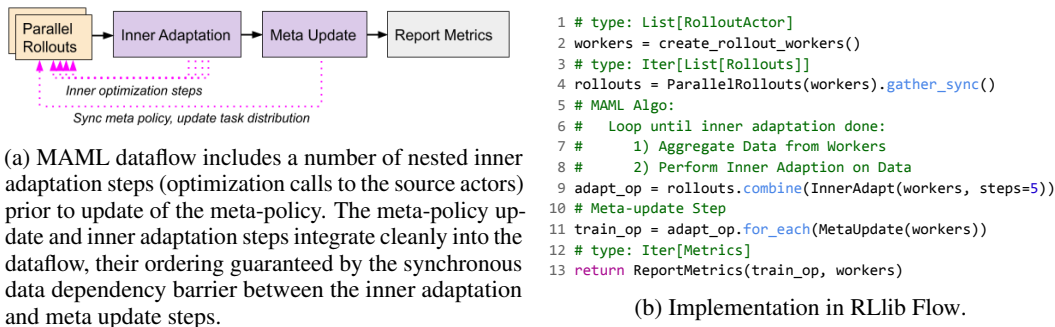 Parallel
Rollouts
Inner Adaptation
Meta Update
Report Metrics
Inner optimization steps
Sync meta policy, update task distribution
(a) MAML dataflow includes a number of nested inner
adaptation steps (optimization calls to the source actors)
prior to update of the meta-policy. The meta-policy up-
date and inner adaptation steps integrate cleanly into the
dataflow, their ordering guaranteed by the synchronous
data dependency barrier between the inner adaptation
and meta update steps.
1 # type: List[RolloutActor]
2 workers = create_rollout_workers()
3 # type: Iter[List[Rollouts]]
4 rollouts = ParallelRollouts(workers).gather_sync()
5 # MAML Algo:
6 #   Loop until inner adaptation done:
7 #       1) Aggregate Data from Workers
8 #       2) Perform Inner Adaption on Data
9 adapt_op = rollouts.combine(InnerAdapt(workers, steps=5))
10 # Meta-update Step
11 train_op = adapt_op.for_each(MetaUpdate(workers))
12 # type: Iter[Metrics]
13 return ReportMetrics(train_op, workers)
(b) Implementation in RLlib Flow.